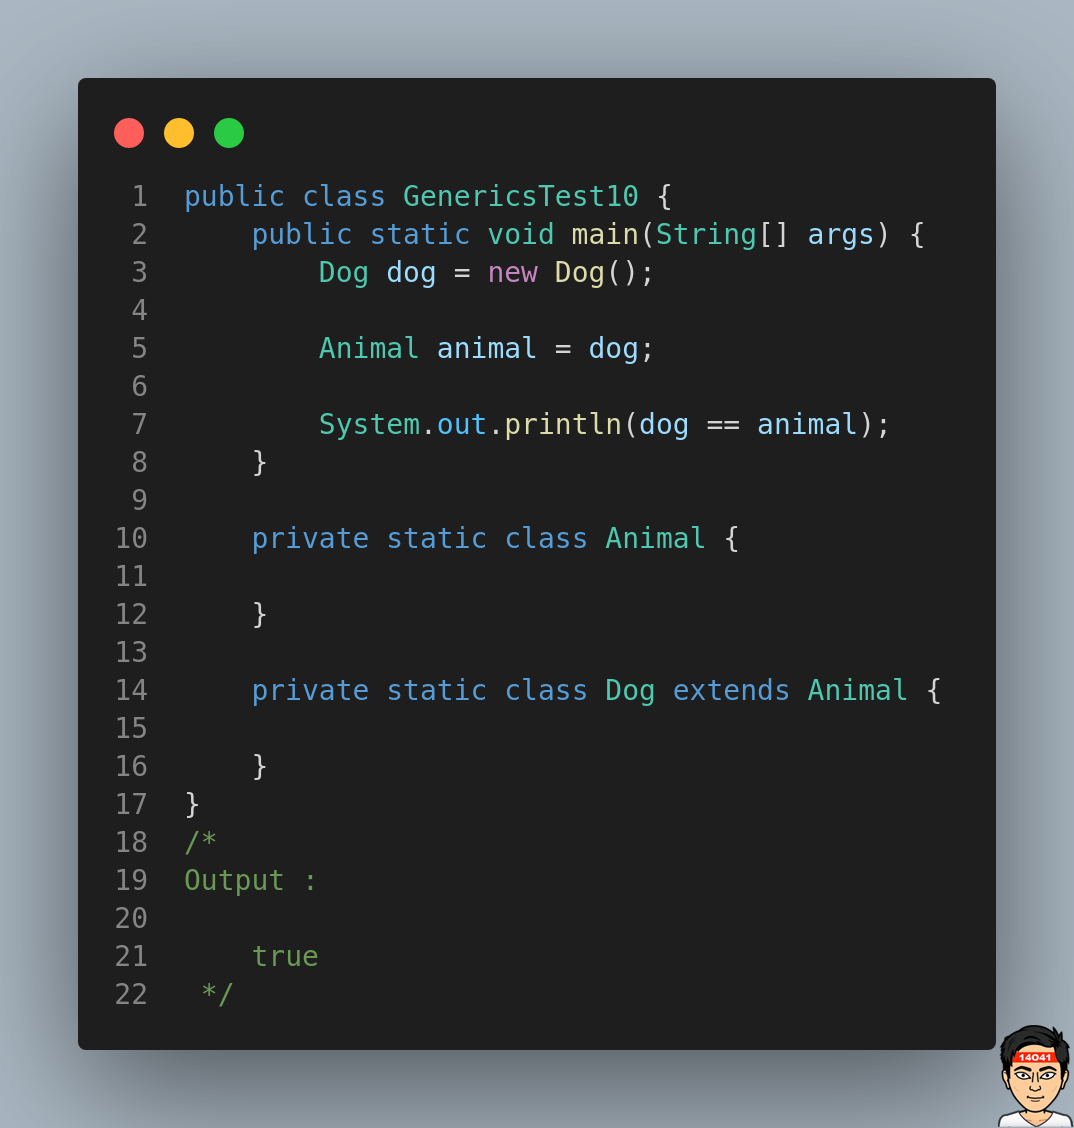 1 public class GenericsTest10 {
2     public static void main(String[] args) {
3         Dog dog = new Dog();
4
5         Animal animal = dog;
6
7         System.out.println(dog == animal);
8     }
9
10     private static class Animal {
11
12     }
13
14     private static class Dog extends Animal {
15
16     }
17 }
18 /*
19 Output :
20
21     true
22  */
14041